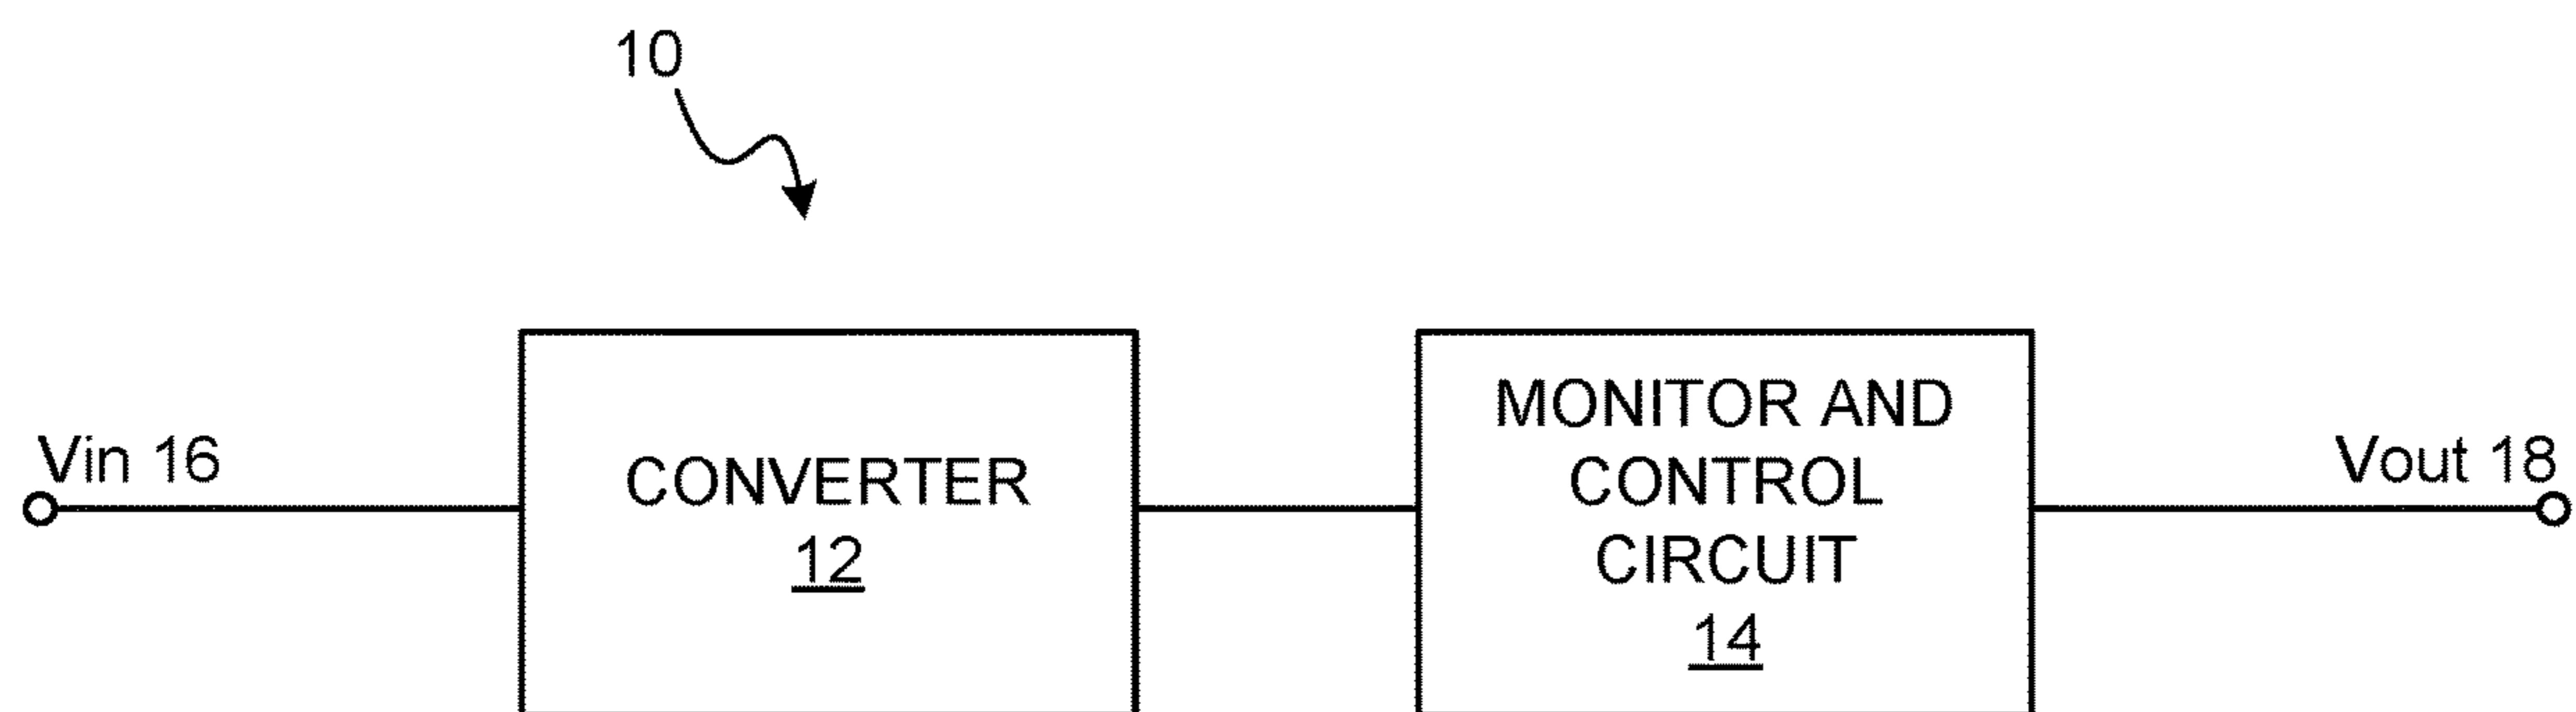 10
Vin 16
CONVERTER
12
MONITOR AND
CONTROL
CIRCUIT
14
Vout 18